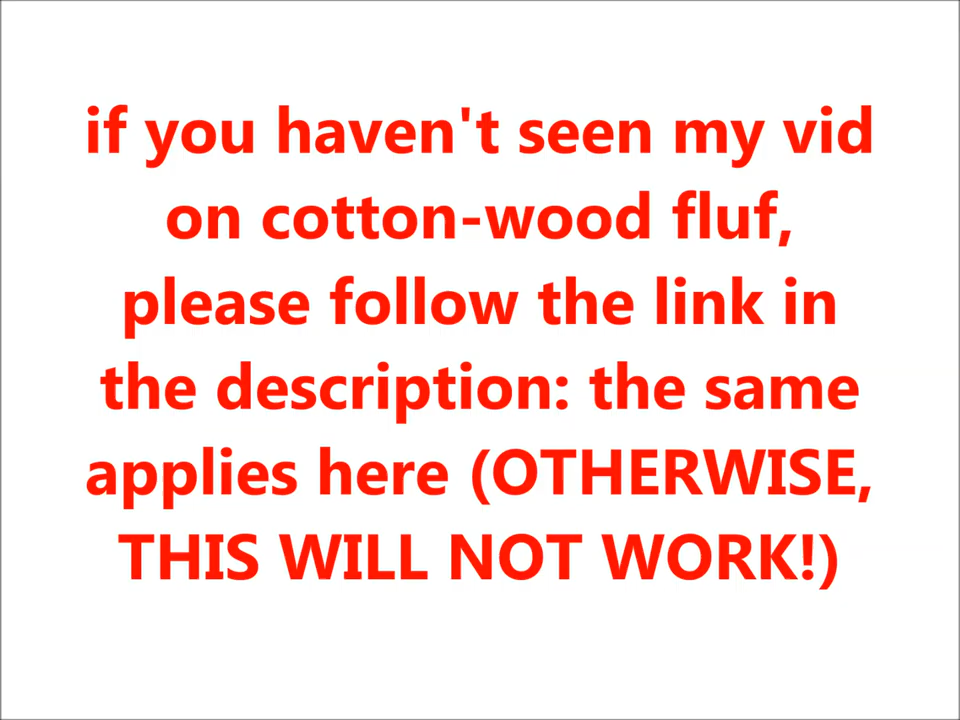 if you haven't seen my vid
on cotton-wood fluf,
please follow the link in
the description: the same
applies here (OTHERWISE,
THIS WILL NOT WORK!)